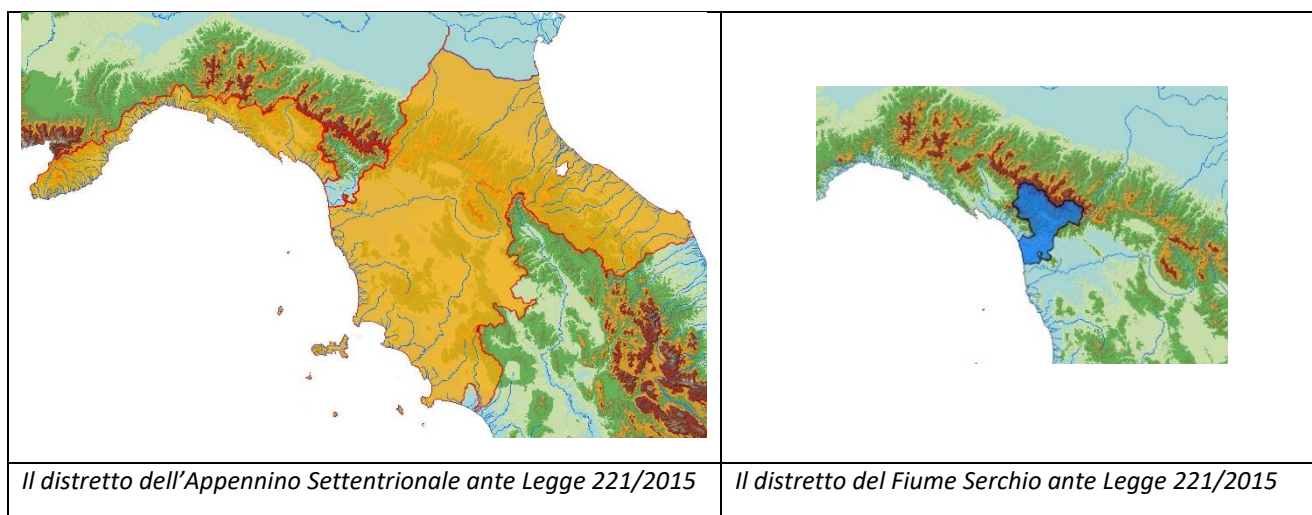 Il distretto dell’Appennino Settentrionale ante Legge 221/2015
Il distretto del Fiume Serchio ante Legge 221/2015